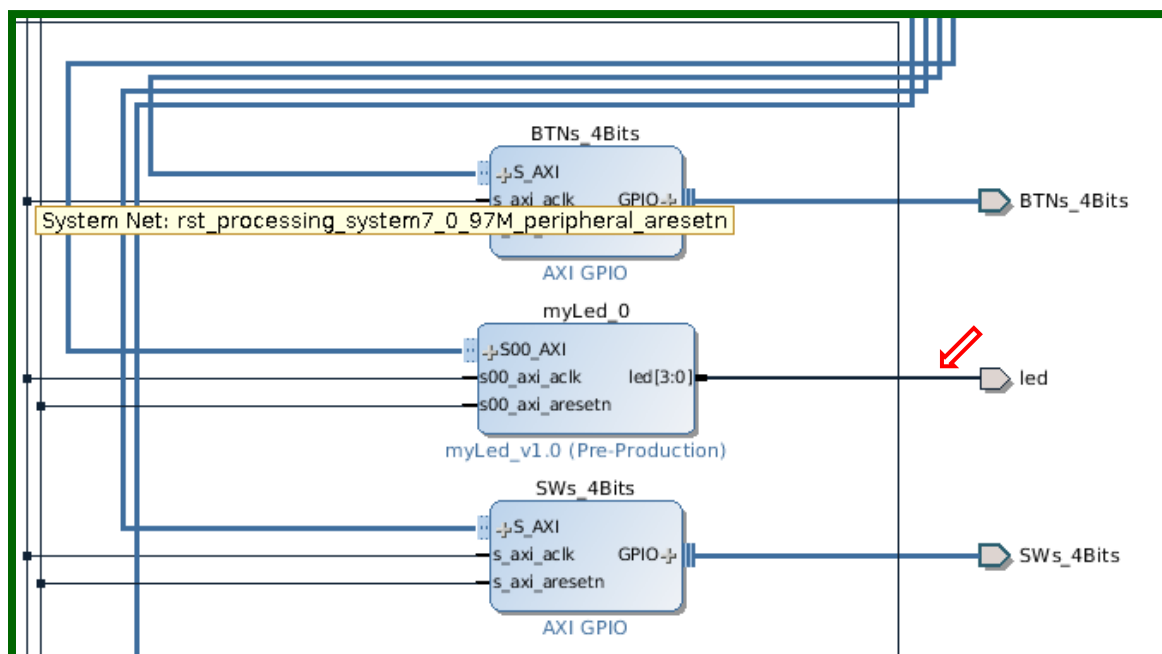 BTNs_4Bits
S_AXI
s_axi_aclk GPIO
BTNs_4Bits
System Net: rst_processing_system7_0_97M_peripheral_aresetn
AXI GPIO
myLed_0
S00_AXI
s00_axi_aclk led[3:0]
led
s00_axi_aresetn
myLed_v1.0 (Pre-Production)
SWs_4Bits
S_AXI
s_axi_aclk GPIO
SWs_4Bits
s_axi_aresetn
AXI GPIO